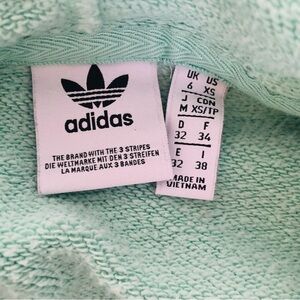 adidas
THE BRAND WITH THE 3 STRIPES
DIE WELTMARKE MIT DEN 3 STREIFEN
LA MARQUE AUX 3 BANDES
UK US
6 XS
J CDN
M XS/TP
D F
32 34
E I
32 38
MADE IN
VIETNAM